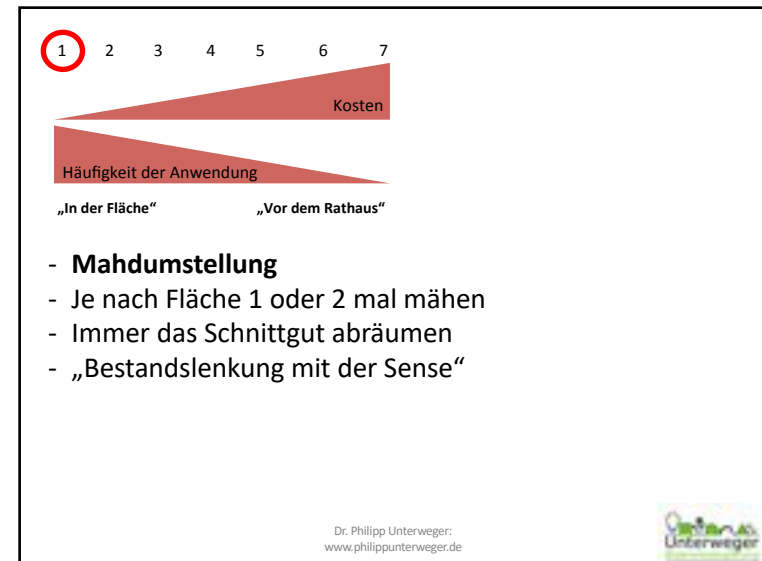 1 2 3 4 5 6 7
Kosten
Häufigkeit der Anwendung
„In der Fläche“ „Vor dem Rathaus“
- Mahdumstellung
- Je nach Fläche 1 oder 2 mal mähen
- Immer das Schnittgut abräumen
- „Bestandslenkung mit der Sense“
Dr. Philipp Unterweger:
www.philippunterweger.de
Unterweger